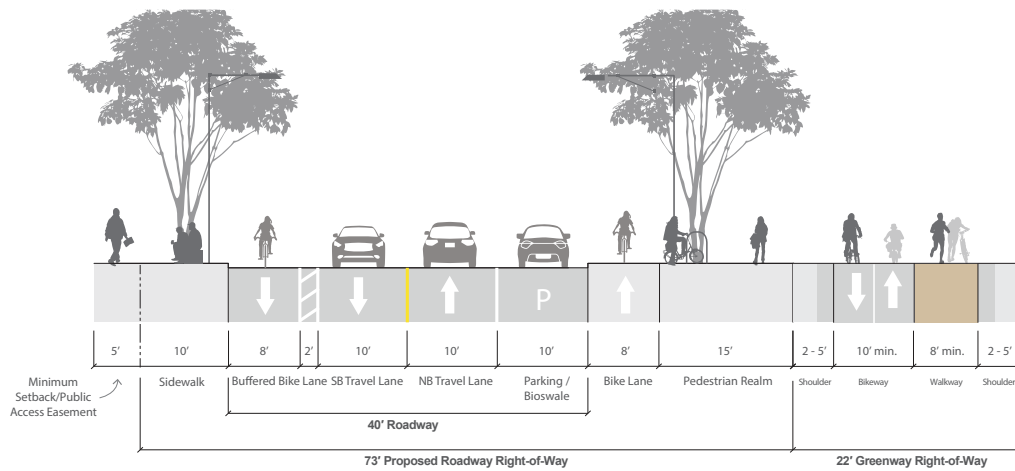 P
5′ 10′ 8′ 2′ 10′ 10′ 10′ 8′ 15′ 2 - 5′ 10′ min. 8′ min. 2 - 5′
Minimum
Setback/Public
Access Easement
Sidewalk
Buffered Bike Lane
SB Travel Lane
NB Travel Lane
Parking /
Bioswale
Bike Lane
Pedestrian Realm
Shoulder
Bikeway
Walkway
Shoulder
40′ Roadway
73′ Proposed Roadway Right-of-Way
22′ Greenway Right-of-Way